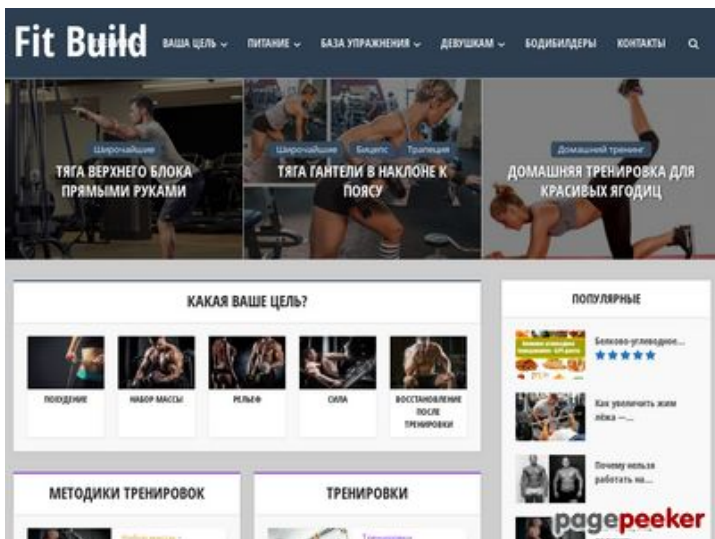 Fit Build
ВАША ЦЕЛЬ
ПИТАНИЕ
БАЗА УПРАЖНЕНИЯ
ДЕВУШКАМ
БОДИБИЛДЕРЫ
КОНТАКТЫ
Широчайшие
ТЯГА ВЕРХНЕГО БЛОКА
ПРЯМЫМИ РУКАМИ
Широчайшие Бицепс Трапеция
ТЯГА ГАНТЕЛИ В НАКЛОНЕ К
ПОЯСУ
Домашний тренинг
ДОМАШНЯЯ ТРЕНИРОВКА ДЛЯ
КРАСИВЫХ ЯГОДИЦ
КАКАЯ ВАШЕ ЦЕЛЬ?
ПОХУДЕНИЕ
НАБОР МАССЫ
РЕЛЬЕФ
СИЛА
ВОССТАНОВЛЕНИЕ
ПОСЛЕ
ТРЕНИРОВКИ
ПОПУЛЯРНЫЕ
Белково-углеводное...
Как увеличить жим
лёжа —...
Почему нельзя
работать на...
МЕТОДИКИ ТРЕНИРОВОК
ТРЕНИРОВКИ
pagepeeker